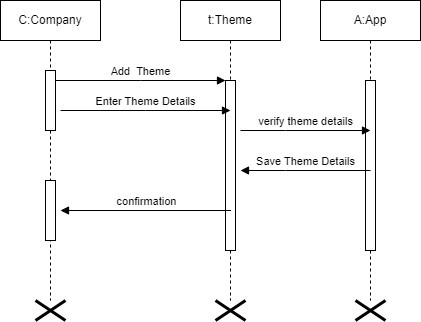 C:Company
t:Theme
A:App
Add  Theme
Enter Theme Details
verify theme details
Save Theme Details
confirmation